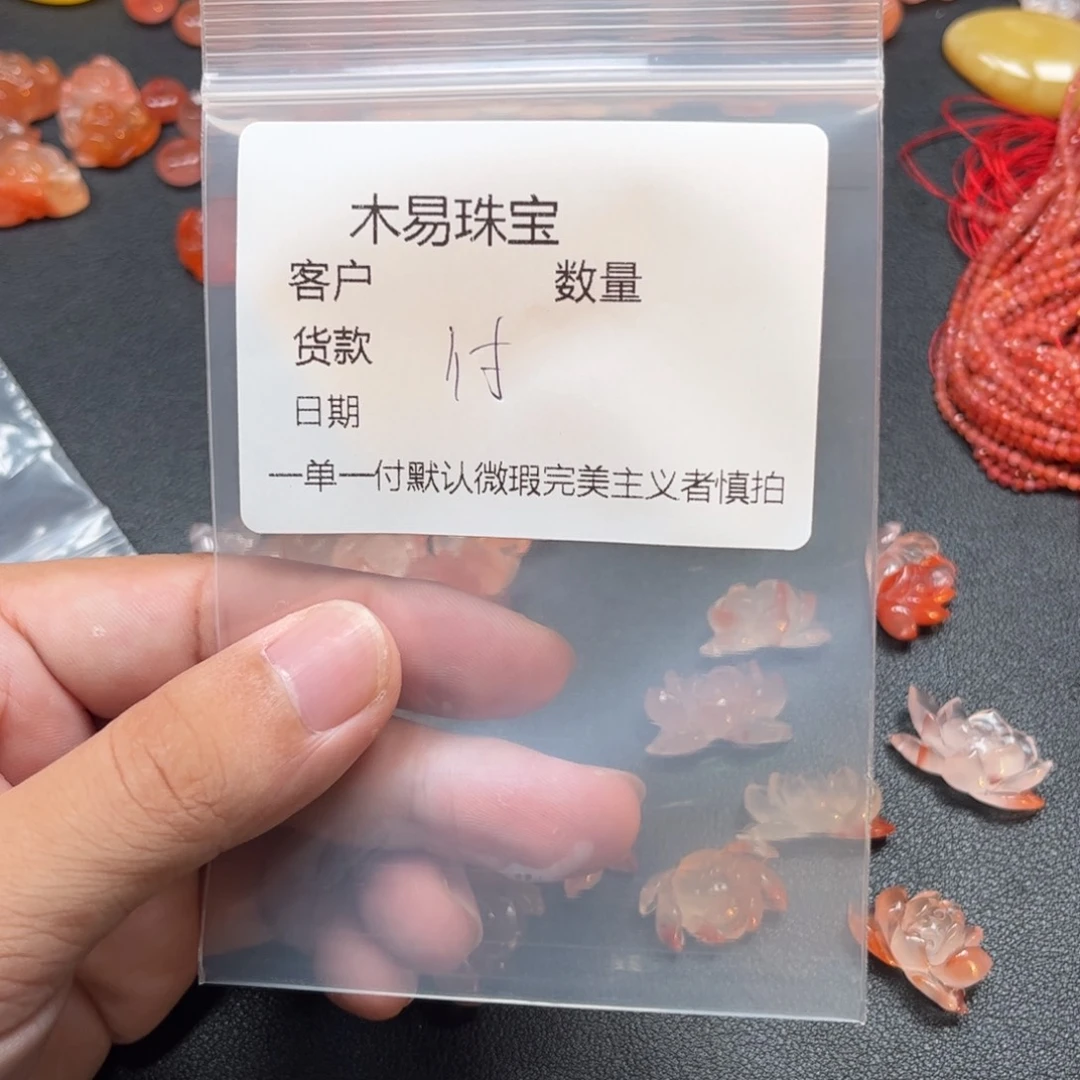 木易珠宝
客户 数量
货款 付
日期
一单一付默认微瑕完美主义者慎拍